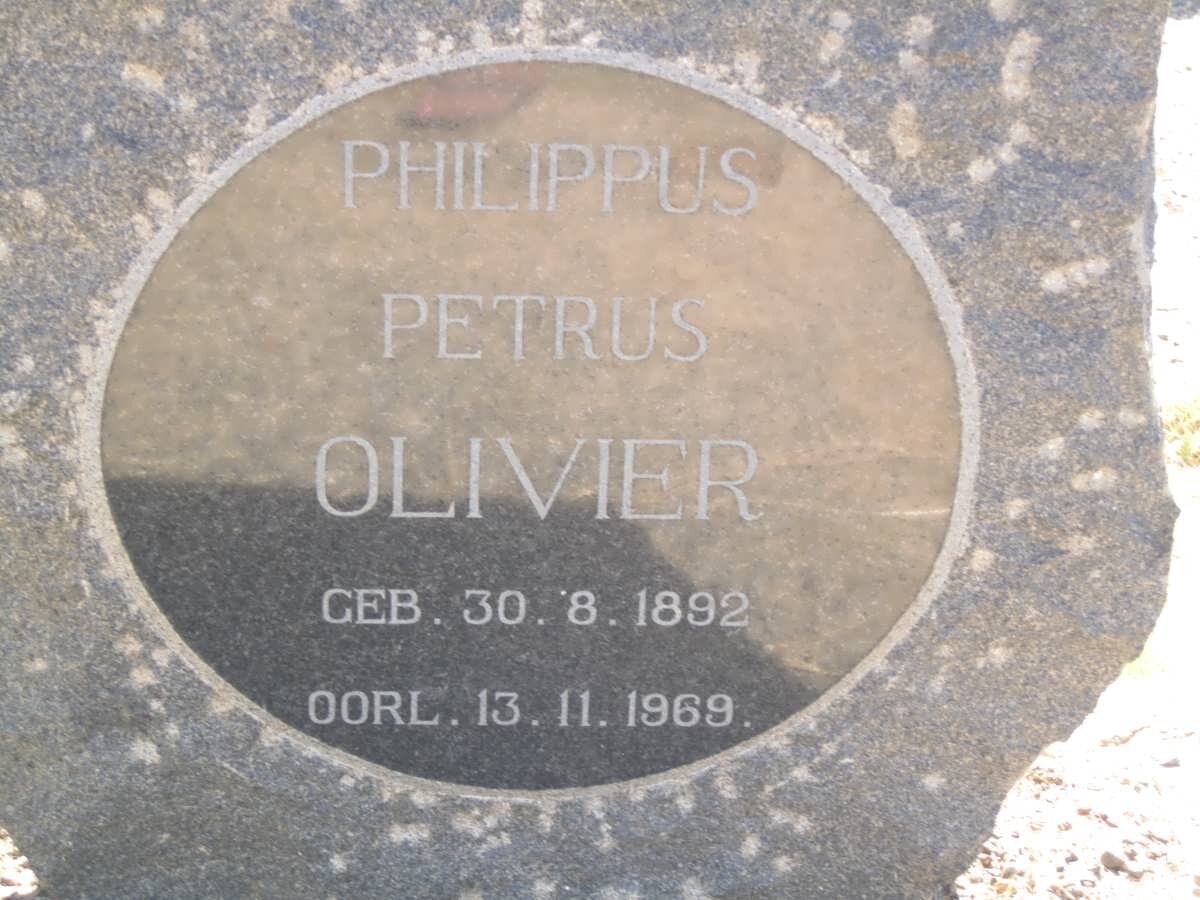 PHILIPPUS
PETRUS
OLIVIER
GEB. 30. 8. 1892
OORL. 13. 11. 1969.